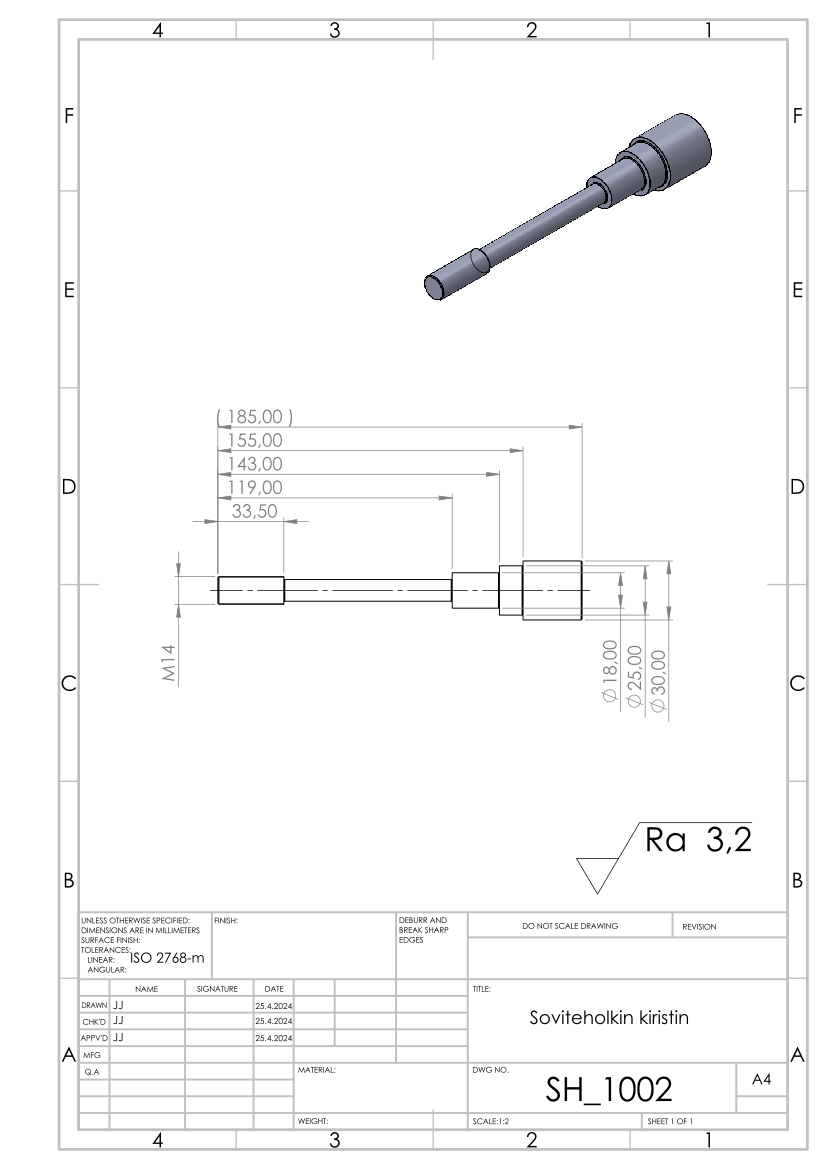 4 3 2 1
F F
E E
D D
C C
B B
A A
( 185,00 )
155,00
143,00
119,00
33,50
M14
∅ 18,00
∅ 25,00
∅ 30,00
Ra 3,2
UNLESS OTHERWISE SPECIFIED:
DIMENSIONS ARE IN MILLIMETERS
SURFACE FINISH:
TOLERANCES:
LINEAR: ISO 2768-m
ANGULAR:
FINISH:
DEBURR AND
BREAK SHARP
EDGES
DO NOT SCALE DRAWING
REVISION
NAME SIGNATURE DATE
DRAWN JJ 25.4.2024
CHK'D JJ 25.4.2024
APPV'D JJ 25.4.2024
MFG
Q.A
MATERIAL:
WEIGHT:
TITLE:
Soviteholkin kiristin
DWG NO.
SH_1002
A4
SCALE:1:2
SHEET 1 OF 1
4 3 2 1